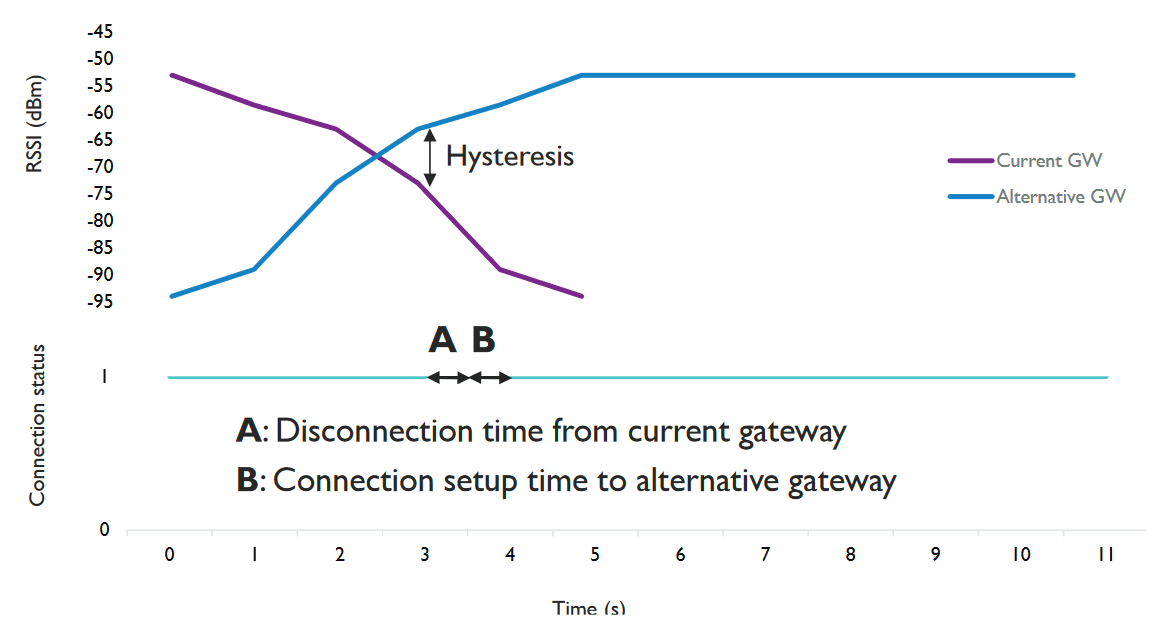 -45
-50
-55
-60
-65
-70
-75
-80
-85
-90
-95
RSSI (dBm)
Hysteresis
Current GW
Alternative GW
A B
Connection status
1
A: Disconnection time from current gateway
B: Connection setup time to alternative gateway
0
0 1 2 3 4 5 6 7 8 9 10 11
Time (s)